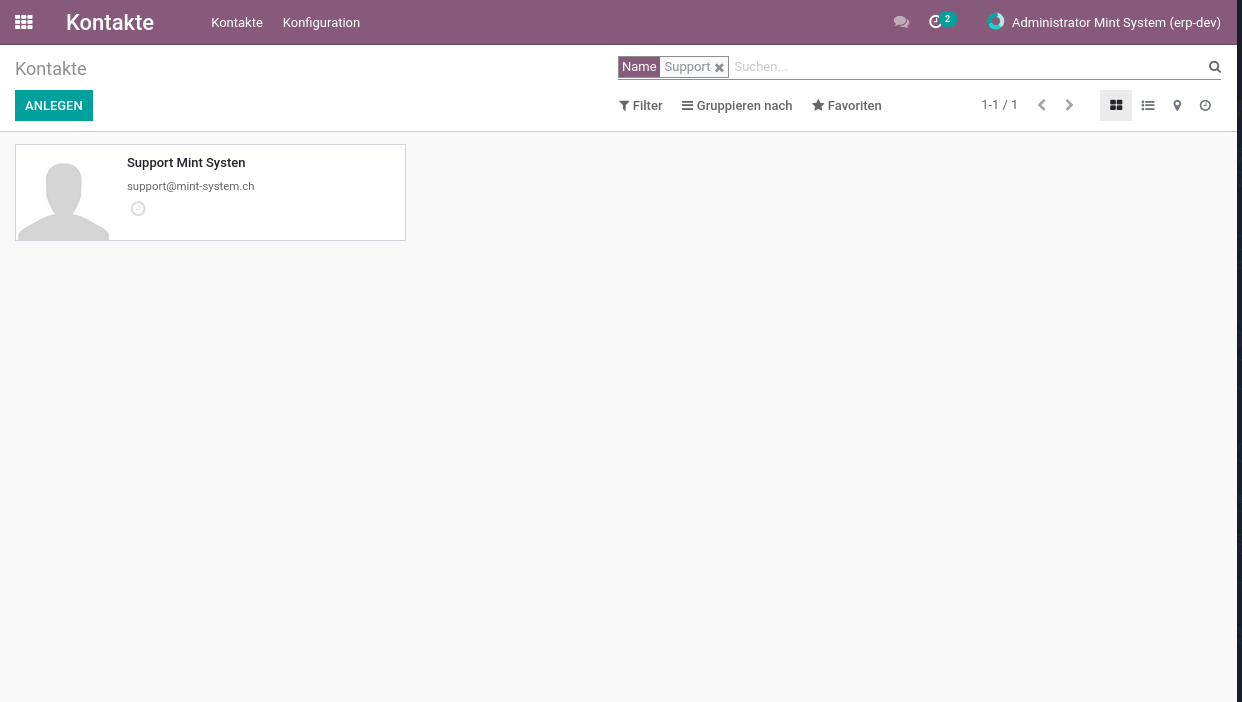 Kontakte Kontakte Konfiguration 2 Administrator Mint System (erp-dev)
Kontakte Name Support Suchen...
ANLEGEN Filter Gruppieren nach Favoriten 1-1 / 1
Support Mint Systen
support@mint-system.ch